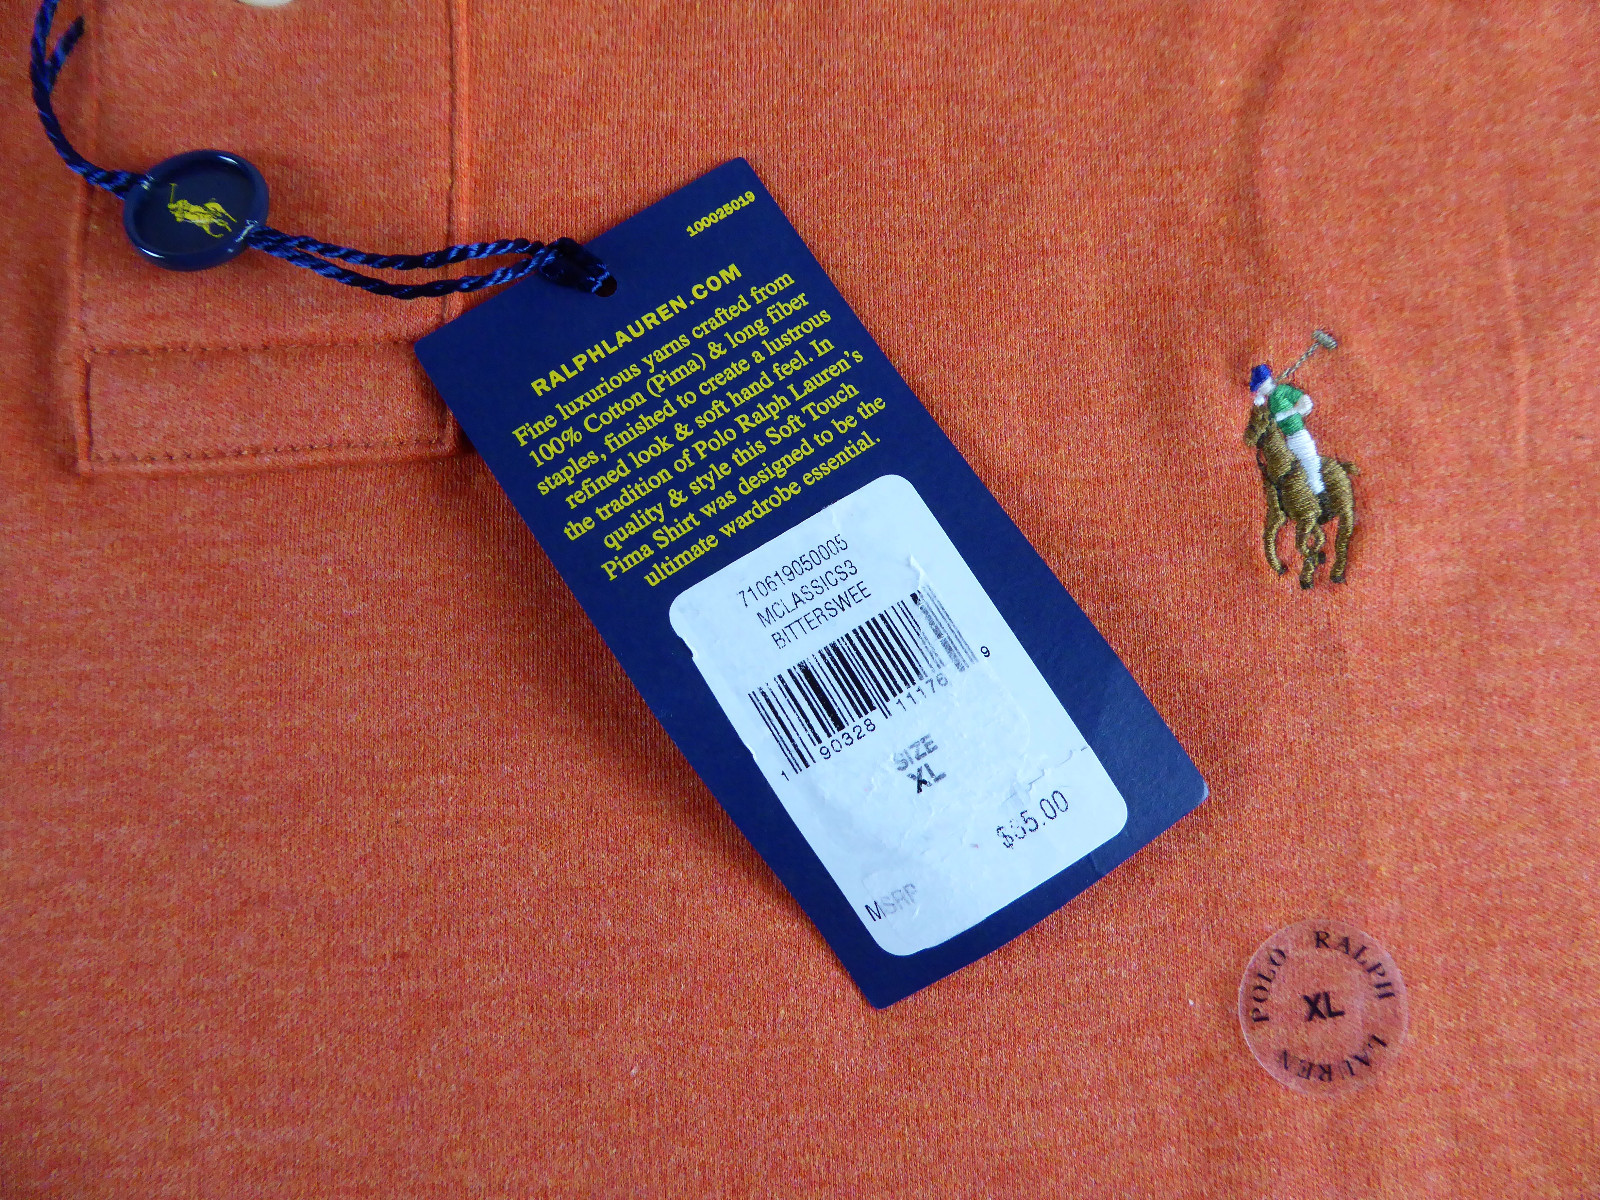 100025019
RALPHLAUREN.COM
Fine luxurious yarns crafted from
100% Cotton (Pima) & long fiber
staples, finished to create a lustrous
refined look & soft hand feel. In
the tradition of Polo Ralph Lauren's
quality & style this Soft Touch
Pima Shirt was designed to be the
ultimate wardrobe essential.
710619050005
MCLASSICS3
BITTERSWEE
1 90328 11176 9
SIZE
XL
MSRP
POLO RALPH LAUREN
XL